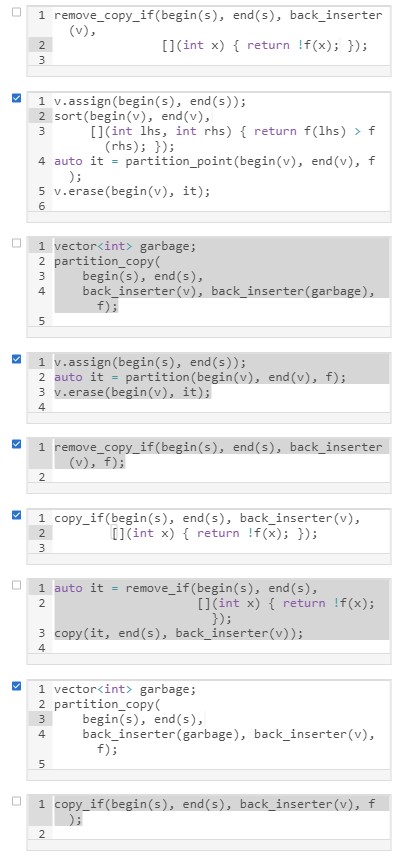 1 remove_copy_if(begin(s), end(s), back_inserter
(v),
2 [](int x) { return !f(x); });
3
1 v.assign(begin(s), end(s));
2 sort(begin(v), end(v),
3 [](int lhs, int rhs) { return f(lhs) > f
(rhs); });
4 auto it = partition_point(begin(v), end(v), f
);
5 v.erase(begin(v), it);
6
1 vector<int> garbage;
2 partition_copy(
3 begin(s), end(s),
4 back_inserter(v), back_inserter(garbage),
f);
5
1 v.assign(begin(s), end(s));
2 auto it = partition(begin(v), end(v), f);
3 v.erase(begin(v), it);
4
1 remove_copy_if(begin(s), end(s), back_inserter
(v), f);
2
1 copy_if(begin(s), end(s), back_inserter(v),
2 [](int x) { return !f(x); });
3
1 auto it = remove_if(begin(s), end(s),
2 [](int x) { return !f(x);
});
3 copy(it, end(s), back_inserter(v));
4
1 vector<int> garbage;
2 partition_copy(
3 begin(s), end(s),
4 back_inserter(garbage), back_inserter(v),
f);
5
1 copy_if(begin(s), end(s), back_inserter(v), f
);
2